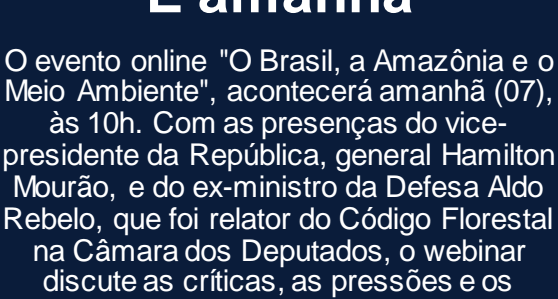 É amanhã
O evento online "O Brasil, a Amazônia e o
Meio Ambiente", acontecerá amanhã (07),
às 10h. Com as presenças do vice-
presidente da República, general Hamilton
Mourão, e do ex-ministro da Defesa Aldo
Rebelo, que foi relator do Código Florestal
na Câmara dos Deputados, o webinar
discute as críticas, as pressões e os